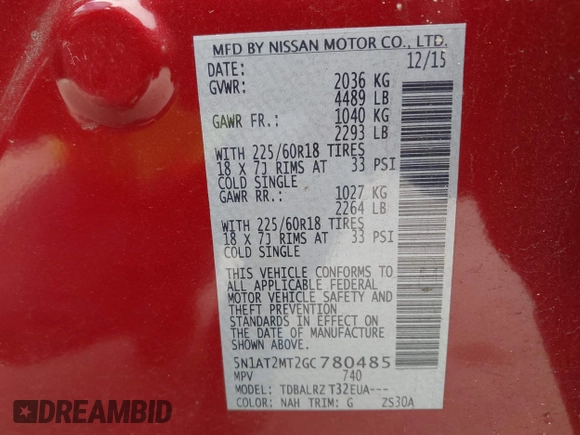 MFD BY NISSAN MOTOR CO., LTD.
DATE: 12/15
GVWR: 2036 KG
4489 LB
GAWR FR.: 1040 KG
2293 LB
WITH 225/60R18 TIRES
18 X 7J RIMS AT 33 PSI
COLD SINGLE
GAWR RR.: 1027 KG
2264 LB
WITH 225/60R18 TIRES
18 X 7J RIMS AT 33 PSI
COLD SINGLE
THIS VEHICLE CONFORMS TO
ALL APPLICABLE FEDERAL
MOTOR VEHICLE SAFETY AND
THEFT PREVENTION
STANDARDS IN EFFECT ON
THE DATE OF MANUFACTURE
SHOWN ABOVE.
5N1AT2MT2GC780485
MPV 740
MODEL: TDBALRZ T32EUA---
COLOR: NAH TRIM: G ZS30A
DREAMBID